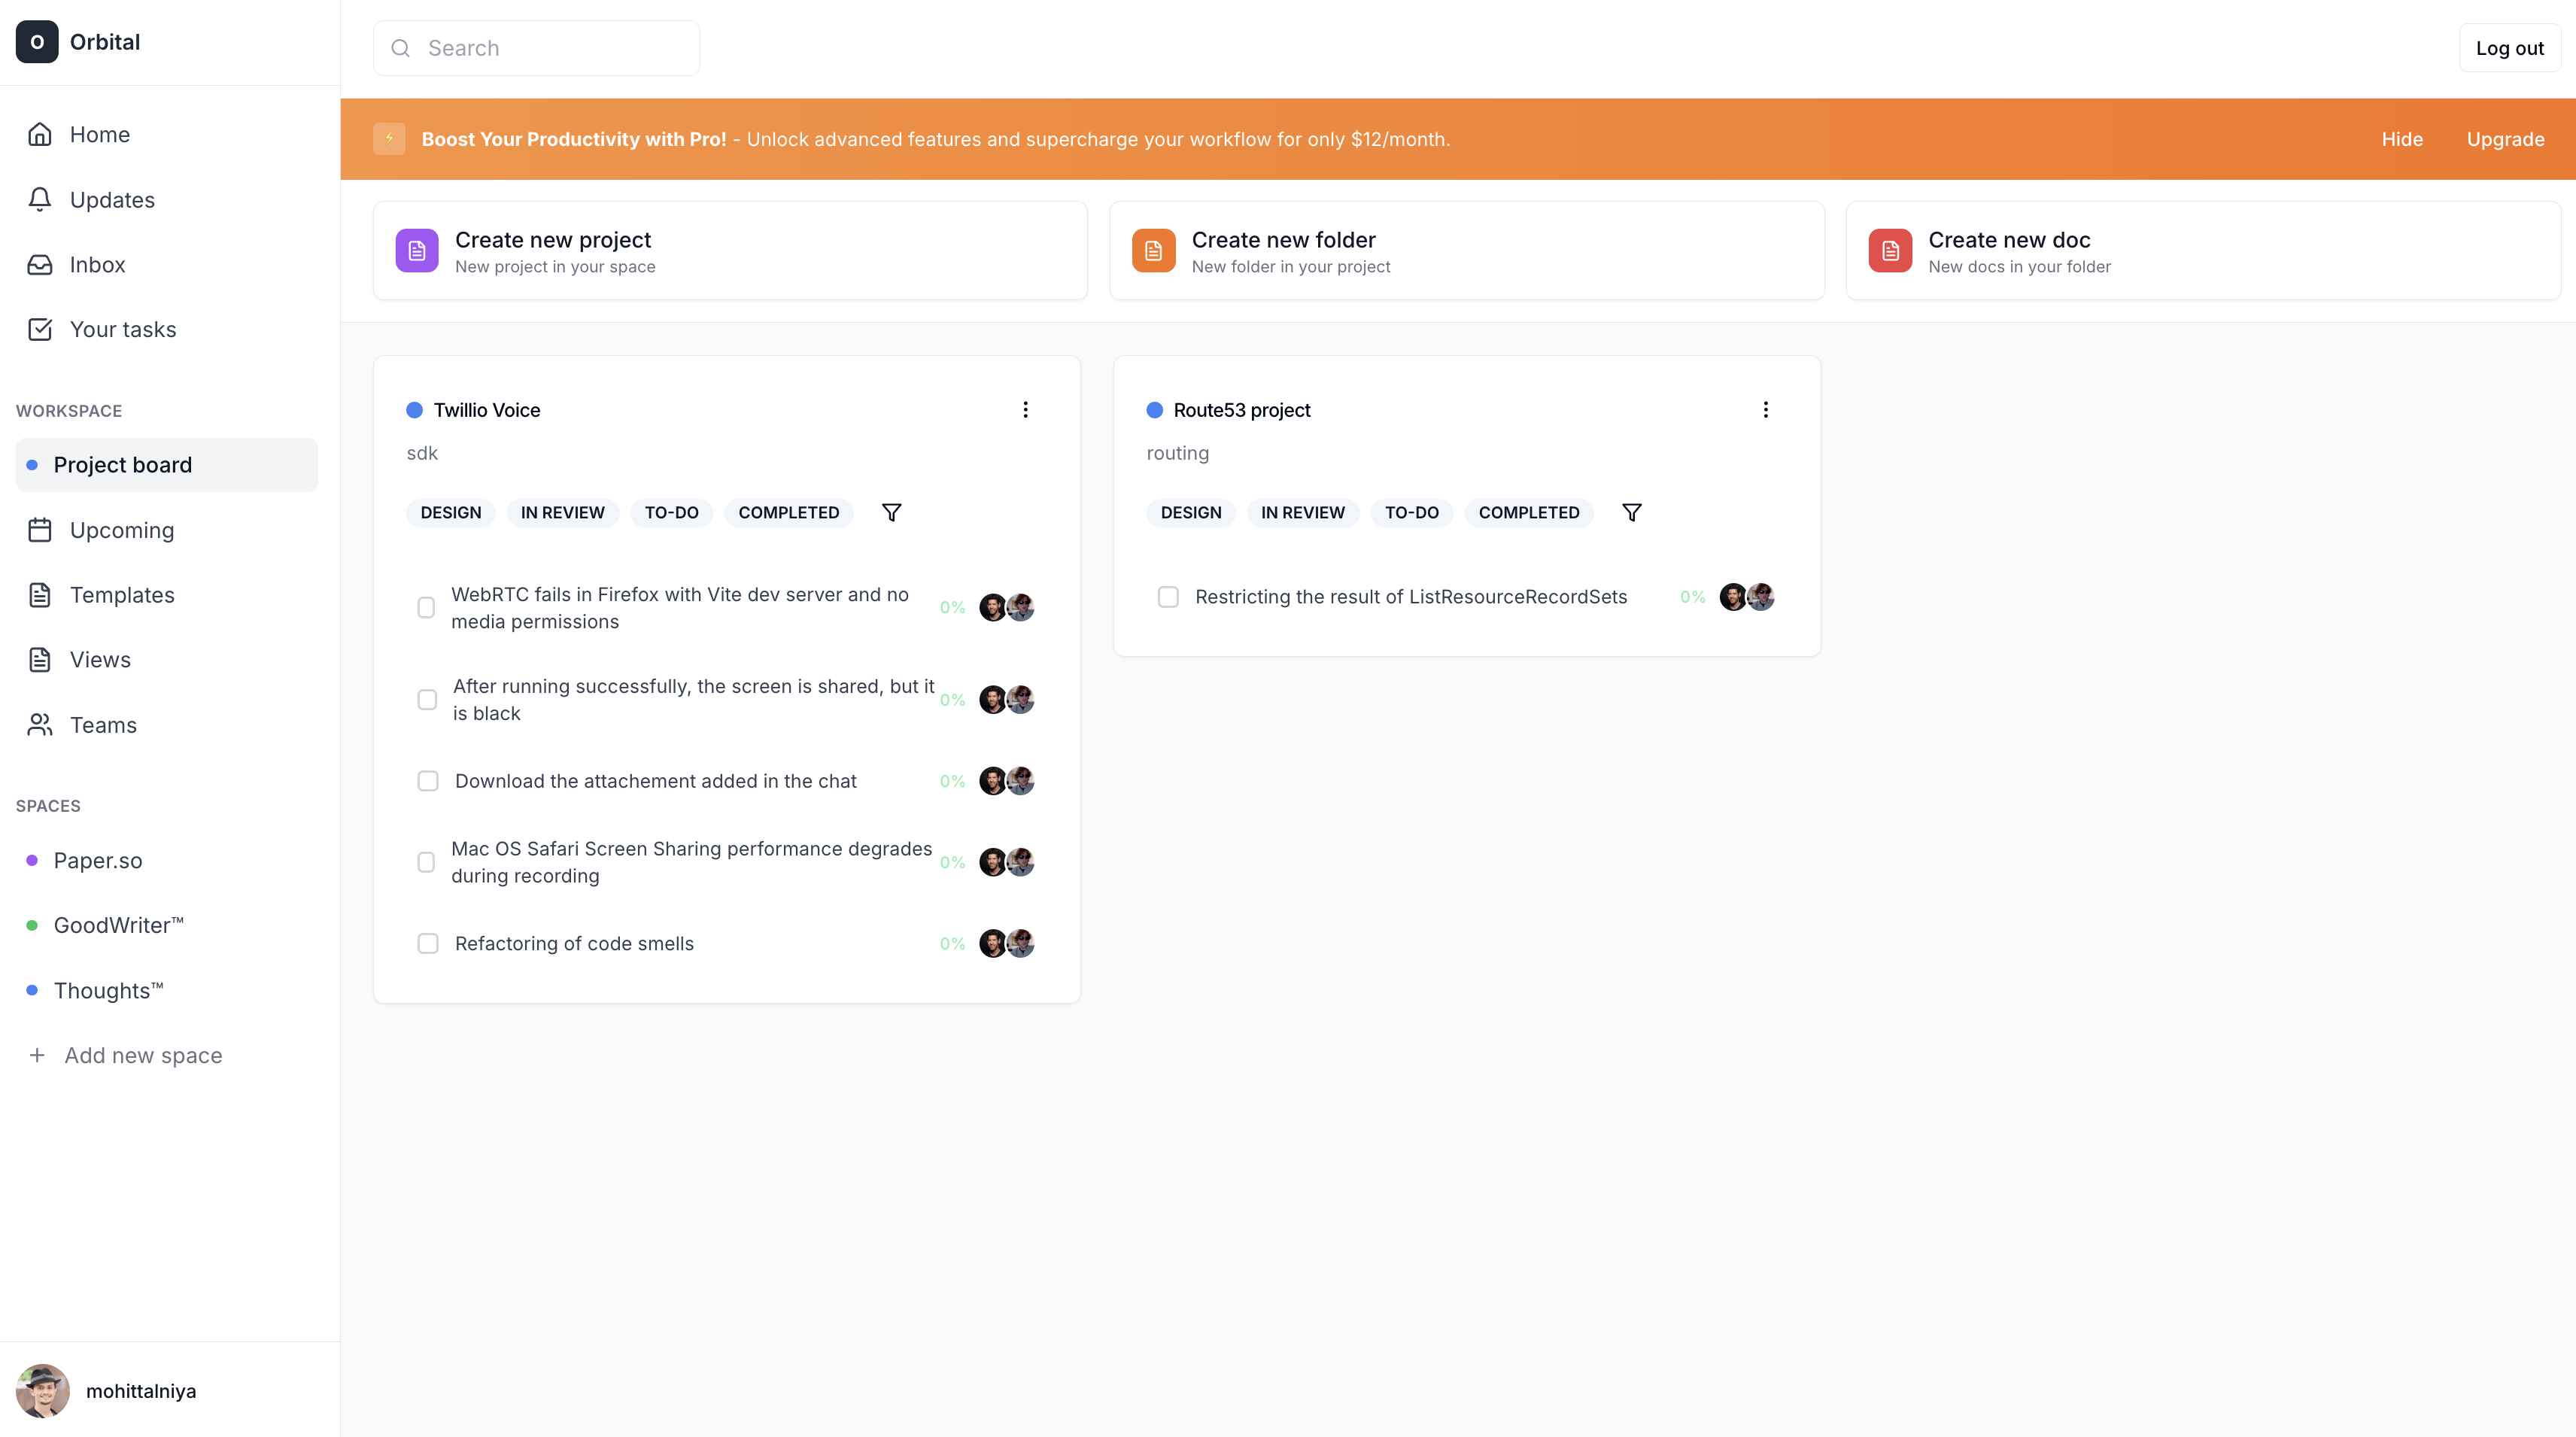 O Orbital
Home
Updates
Inbox
Your tasks
WORKSPACE
Project board
Upcoming
Templates
Views
Teams
SPACES
Paper.so
GoodWriter™
Thoughts™
Add new space
mohittalniya
Search
Log out
Boost Your Productivity with Pro! - Unlock advanced features and supercharge your workflow for only $12/month.
Hide
Upgrade
Create new project
New project in your space
Create new folder
New folder in your project
Create new doc
New docs in your folder
Twillio Voice
sdk
DESIGN IN REVIEW TO-DO COMPLETED
WebRTC fails in Firefox with Vite dev server and no
media permissions
0%
After running successfully, the screen is shared, but it
is black
0%
Download the attachement added in the chat 0%
Mac OS Safari Screen Sharing performance degrades
during recording
0%
Refactoring of code smells 0%
Route53 project
routing
DESIGN IN REVIEW TO-DO COMPLETED
Restricting the result of ListResourceRecordSets 0%